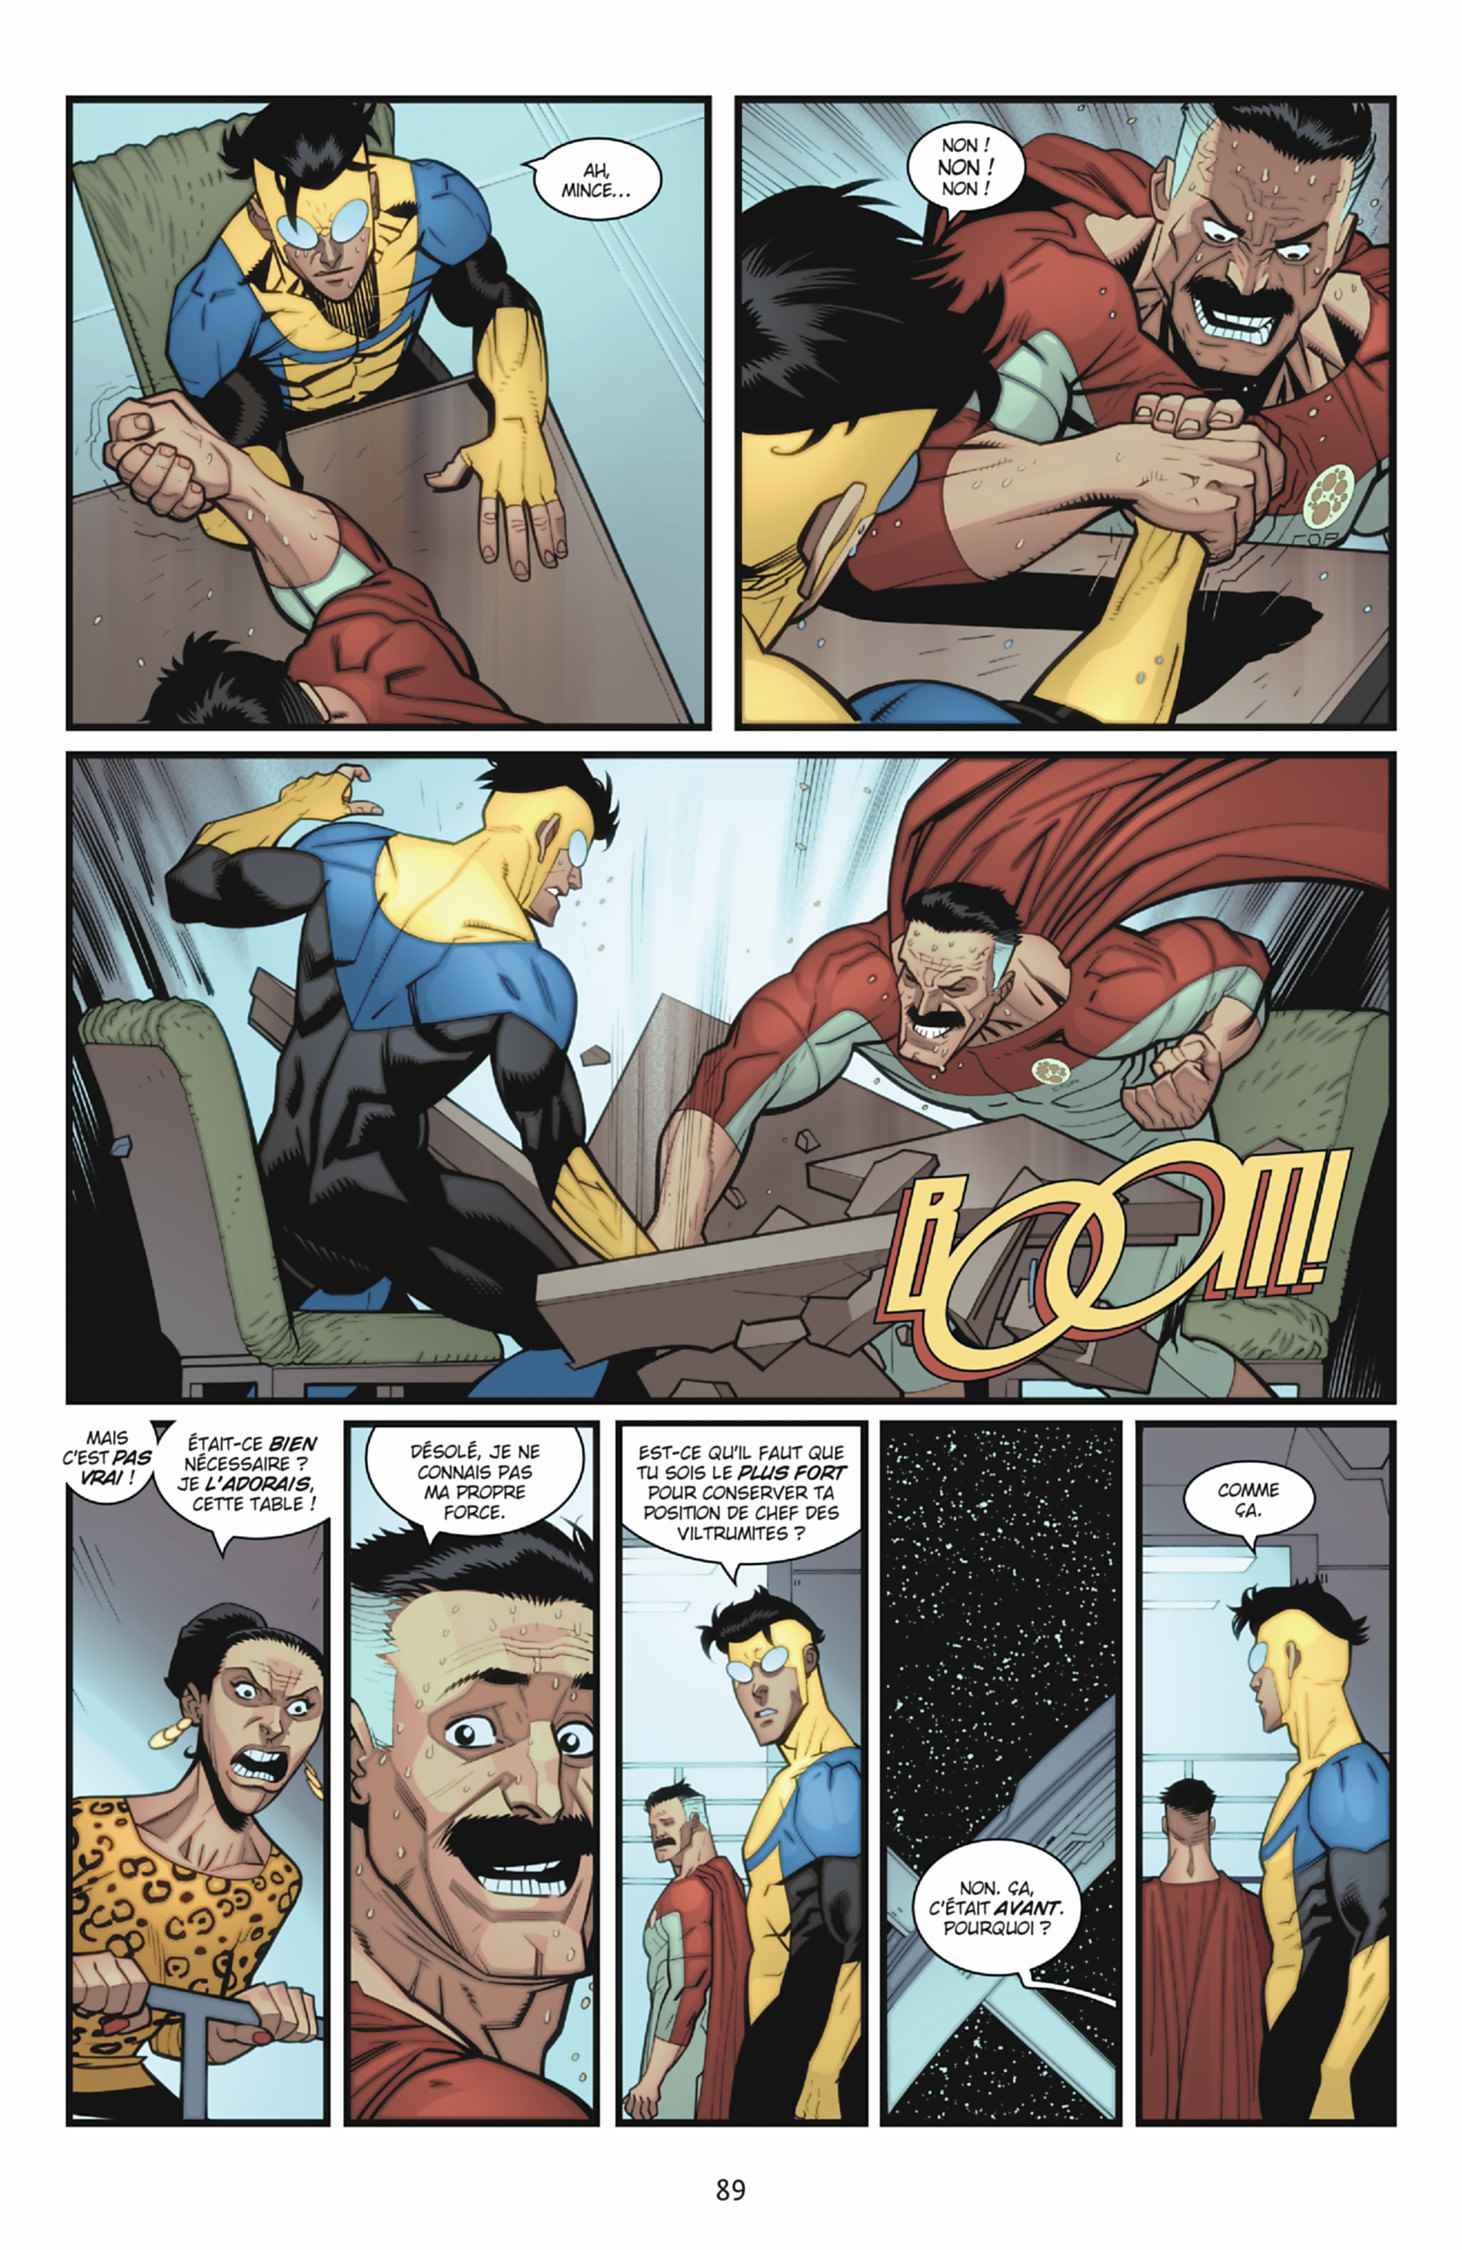 AH,
MINCE...
NON !
NON !
NON !
BOOM!
MAIS
C'EST PAS
VRAI !
ÉTAIT-CE BIEN
NÉCESSAIRE ?
JE L'ADORAIS,
CETTE TABLE !
DÉSOLÉ, JE NE
CONNAIS PAS
MA PROPRE
FORCE.
EST-CE QU'IL FAUT QUE
TU SOIS LE PLUS FORT
POUR CONSERVER TA
POSITION DE CHEF DES
VILTRUMITES ?
NON. ÇA,
C'ÉTAIT AVANT.
POURQUOI ?
COMME
ÇA.
89